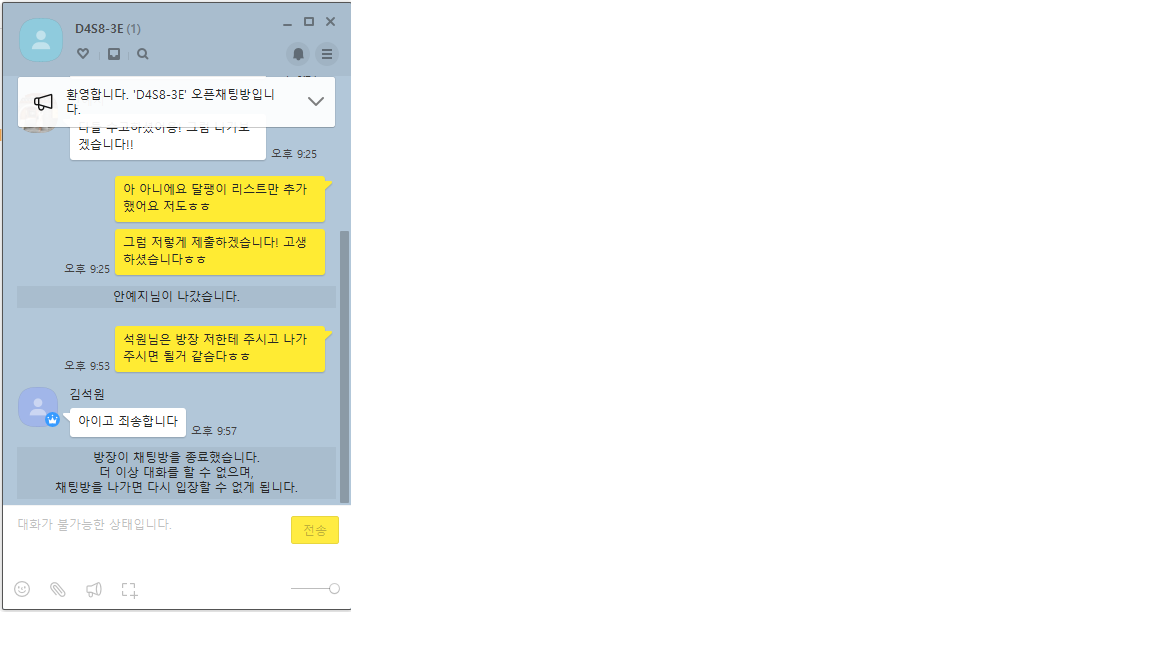 D4S8-3E (1)
환영합니다. 'D4S8-3E' 오픈채팅방입니
다.
겠습니다!!
오후 9:25
아 아니에요 달팽이 리스트만 추가
했어요 저도ㅎㅎ
그럼 저렇게 제출하겠습니다! 고생
하셨습니다ㅎㅎ
오후 9:25
안예지님이 나갔습니다.
석원님은 방장 저한테 주시고 나가
주시면 될거 같슴다ㅎㅎ
오후 9:53
김석원
아이고 죄송합니다
오후 9:57
방장이 채팅방을 종료했습니다.
더 이상 대화를 할 수 없으며,
채팅방을 나가면 다시 입장할 수 없게 됩니다.
대화가 불가능한 상태입니다.
전송